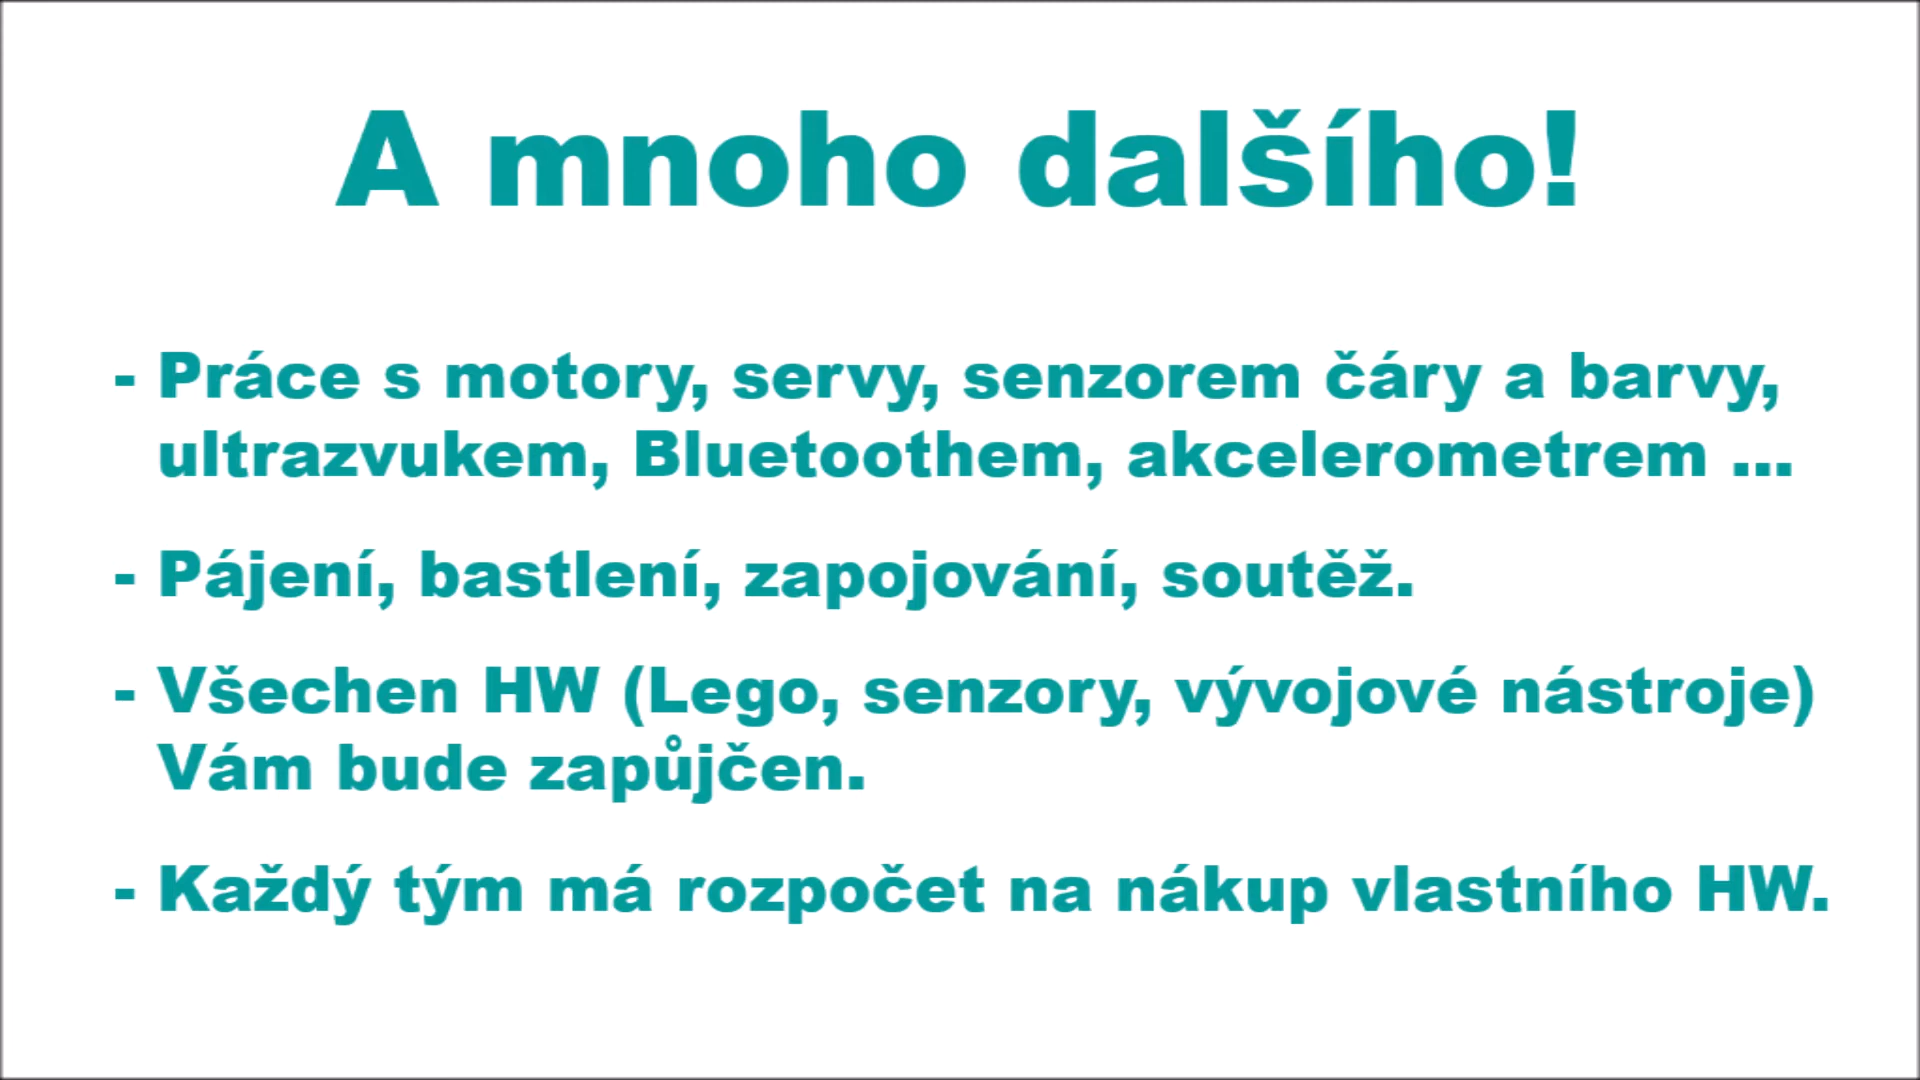 A mnoho dalšího!
- Práce s motory, servy, senzorem čáry a barvy,
ultrazvukem, Bluetoothem, akcelerometrem ...
- Pájení, bastlení, zapojování, soutěž.
- Všechen HW (Lego, senzory, vývojové nástroje)
Vám bude zapůjčen.
- Každý tým má rozpočet na nákup vlastního HW.